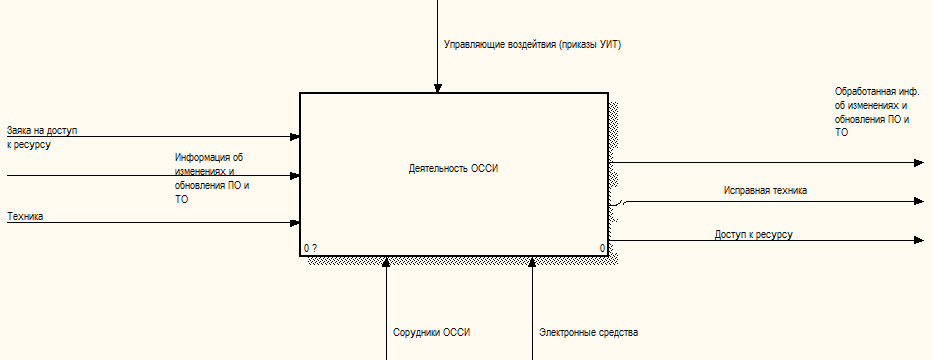 Управляющие воздейтвия (приказы УИТ)
Обработанная инф.
об изменениях и
обновления ПО и
ТО
Заяка на доступ
к ресурсу
Информация об
изменениях и
обновления ПО и
ТО
Деятельность ОССИ
Исправная техника
Техника
Доступ к ресурсу
0 ?
0
Сорудники ОССИ
Электронные средства